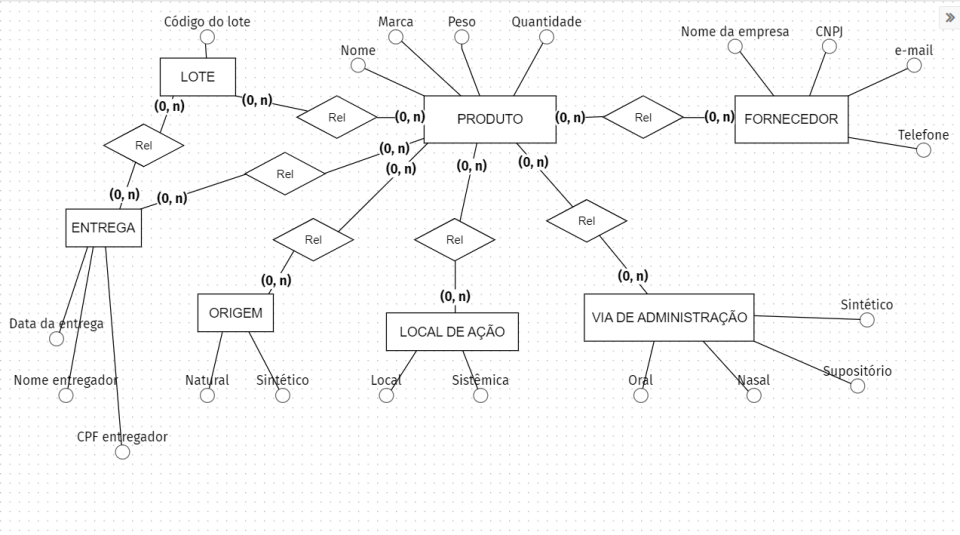 Código do lote
Marca
Peso
Quantidade
Nome da empresa
CNPJ
Nome
e-mail
LOTE
(0, n)
(0, n)
Rel
(0, n)
PRODUTO
(0, n)
Rel
(0, n)
FORNECEDOR
Telefone
Rel
(0, n)
(0, n)
(0, n)
(0, n)
Rel
(0, n)
(0, n)
ENTREGA
Rel
Rel
Rel
(0, n)
(0, n)
(0, n)
ORIGEM
LOCAL DE AÇÃO
VIA DE ADMINISTRAÇÃO
Sintético
Data da entrega
Nome entregador
Natural
Sintético
Local
Sistêmica
Oral
Nasal
Supositório
CPF entregador